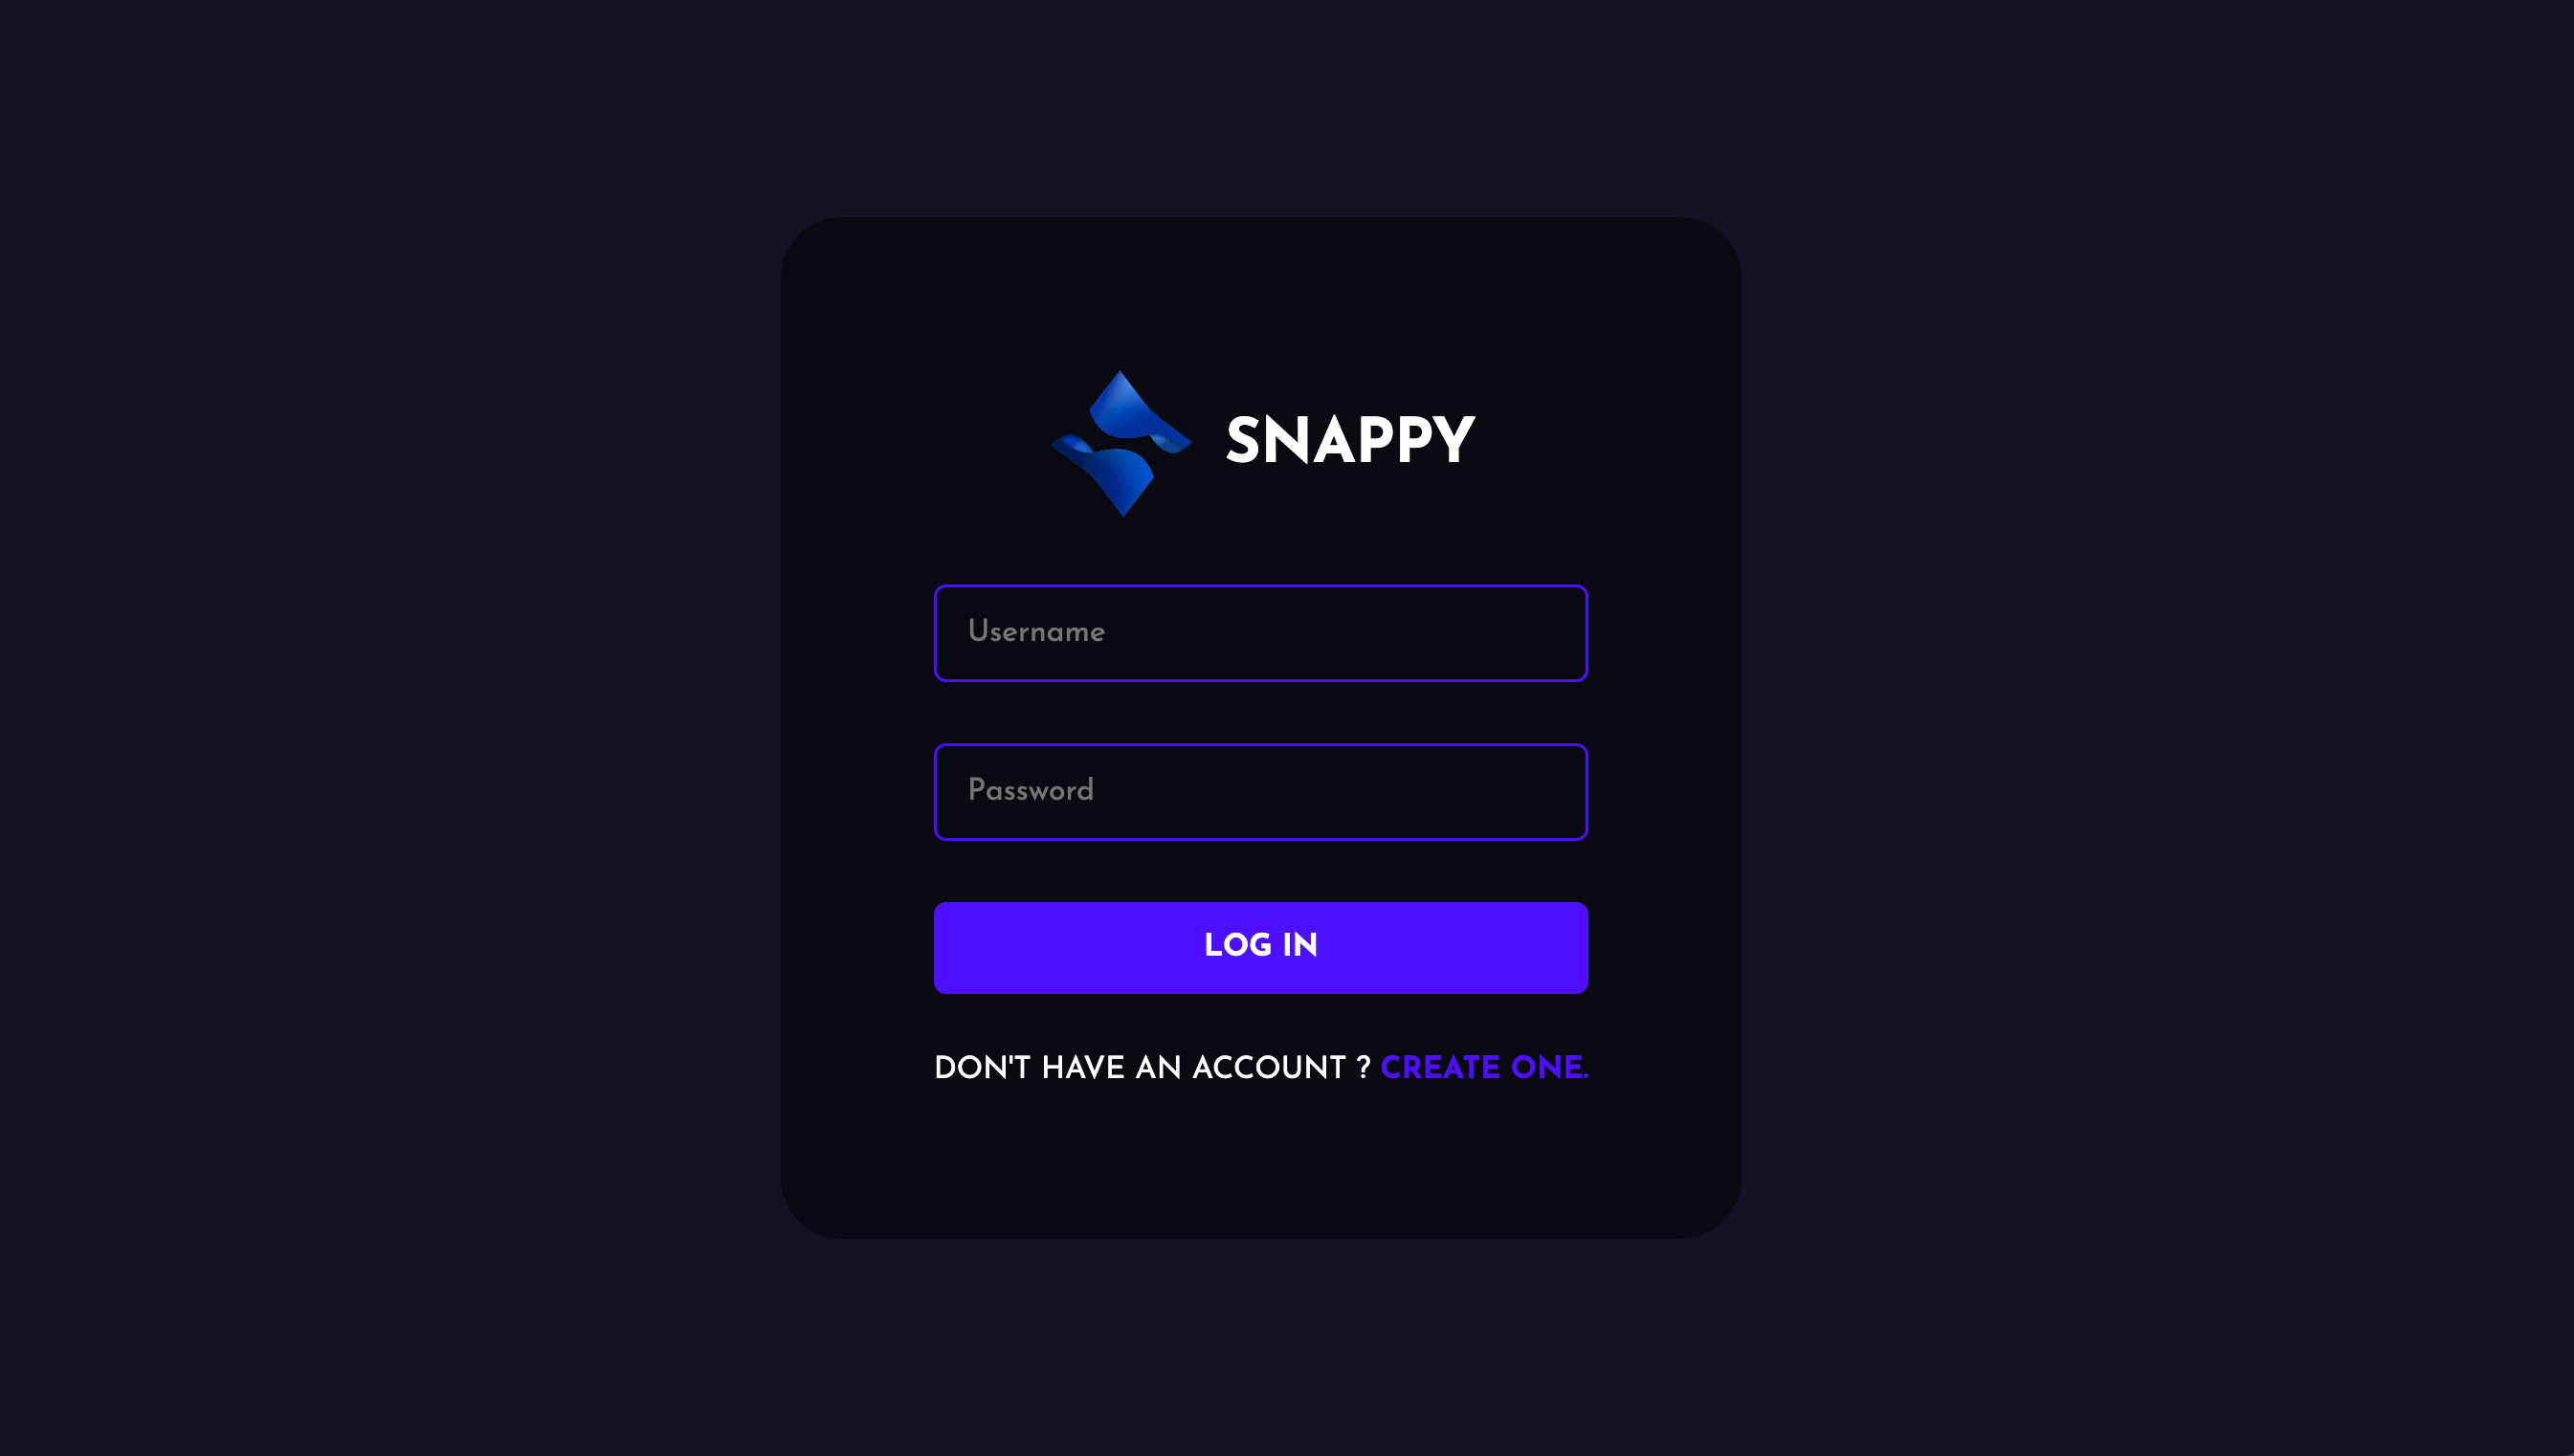 SNAPPY
Username
Password
LOG IN
DON'T HAVE AN ACCOUNT ? CREATE ONE.